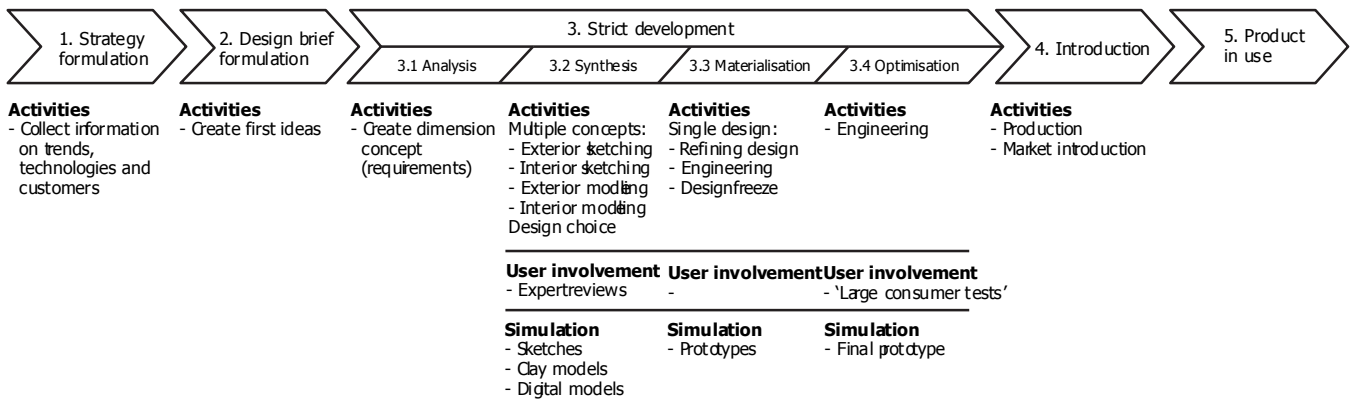 1. Strategy
formulation
2. Design brief
formulation
3. Strict development
3.1 Analysis
3.2 Synthesis
3.3 Materialisation
3.4 Optimisation
4. Introduction
5. Product
in use
Activities
- Collect information
on trends,
technologies and
customers
Activities
- Create first ideas
Activities
- Create dimension
concept
(requirements)
Activities
Multiple concepts:
- Exterior sketching
- Interior sketching
- Exterior modeling
- Interior modeling
Design choice
Activities
Single design:
- Refining design
- Engineering
- Designfreeze
Activities
- Engineering
Activities
- Production
- Market introduction
User involvement
- Expertreviews
User involvement
-
User involvement
- ‘Large consumer tests’
Simulation
- Sketches
- Clay models
- Digital models
Simulation
- Prototypes
Simulation
- Final prototype